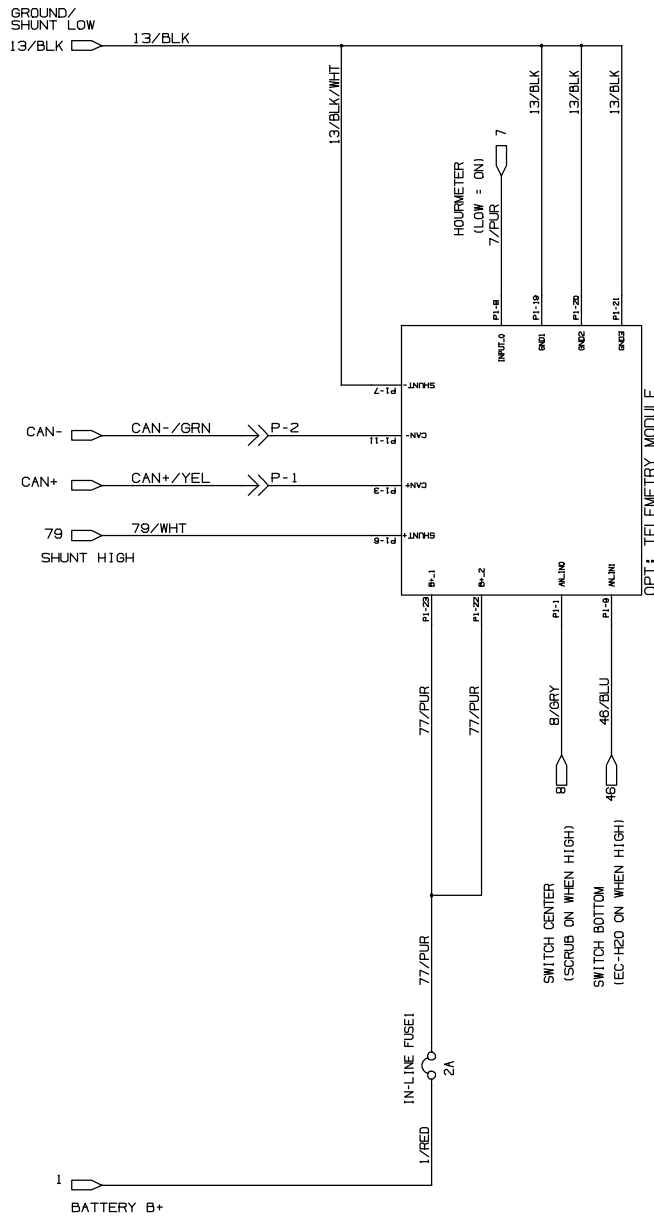 GROUND/
SHUNT LOW
13/BLK
13/BLK
13/BLK/WHT
13/BLK
13/BLK
13/BLK
HOURMETER
(LOW = ON)
7/PUR
7
P1-8
P1-19
P1-20
P1-21
INPUT_0
GND1
GND2
GND3
P1-7
SHUNT-
CAN-
CAN-/GRN
P-2
P1-11
CAN-
CAN+
CAN+/YEL
P-1
P1-3
CAN+
79
79/WHT
SHUNT HIGH
P1-6
SHUNT+
OPT: TELEMETRY MODULE
B+_1
B+_2
AN_IN0
AN_IN1
P1-23
P1-22
P1-1
P1-9
77/PUR
77/PUR
8/GRY
46/BLU
8
46
SWITCH CENTER
(SCRUB ON WHEN HIGH)
SWITCH BOTTOM
(EC-H2O ON WHEN HIGH)
77/PUR
IN-LINE FUSE1
2A
1/RED
1
BATTERY B+